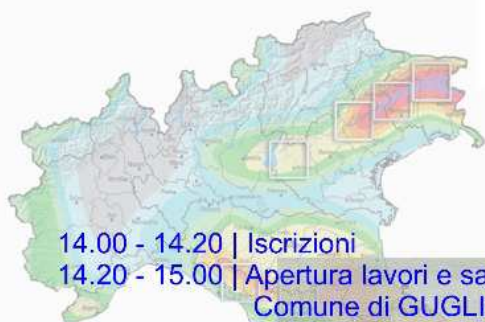 14.00 - 14.20 | Iscrizioni
14.20 - 15.00 | Apertura lavori e sa
Comune di GUGLI